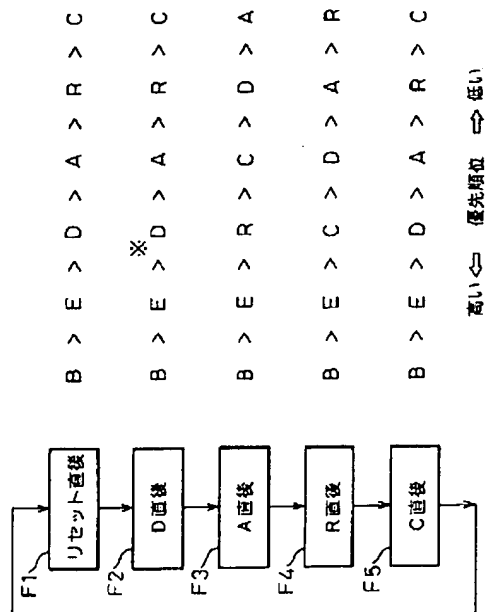 F1 リセット直後 B > E > D > A > R > C
※
F2 D直後 B > E > D > A > R > C
F3 A直後 B > E > R > C > D > A
F4 R直後 B > E > C > D > A > R
F5 C直後 B > E > D > A > R > C
高い ⇦ 優先順位 ⇨ 低い